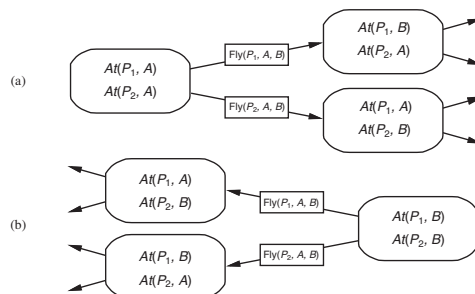 (a)
At(P₁, A)
At(P₂, A)
Fly(P₁, A, B)
Fly(P₂, A, B)
At(P₁, B)
At(P₂, A)
At(P₁, A)
At(P₂, B)
(b)
At(P₁, A)
At(P₂, B)
At(P₁, B)
At(P₂, A)
Fly(P₁, A, B)
Fly(P₂, A, B)
At(P₁, B)
At(P₂, B)